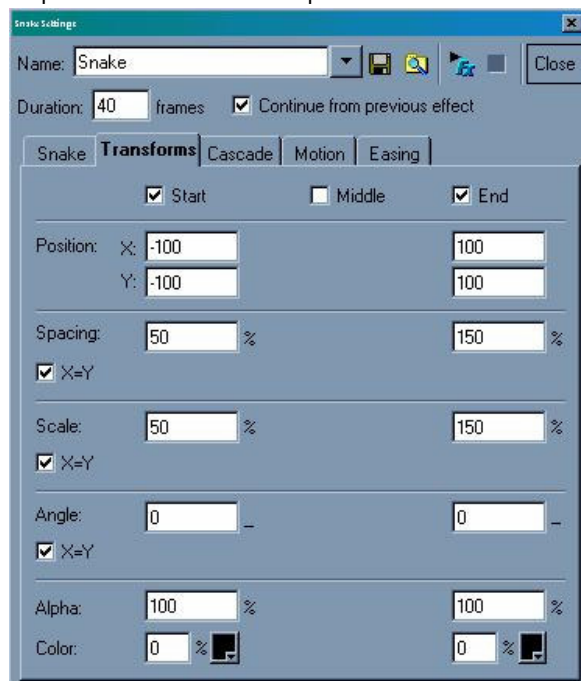 Snake Settings
Name: Snake Close
Duration: 40 frames Continue from previous effect
Snake Transforms Cascade Motion Easing
Start Middle End
Position: X: -100 100
Y: -100 100
Spacing: 50 % 150 %
X=Y
Scale: 50 % 150 %
X=Y
Angle: 0 _ 0 _
X=Y
Alpha: 100 % 100 %
Color: 0 % 0 %